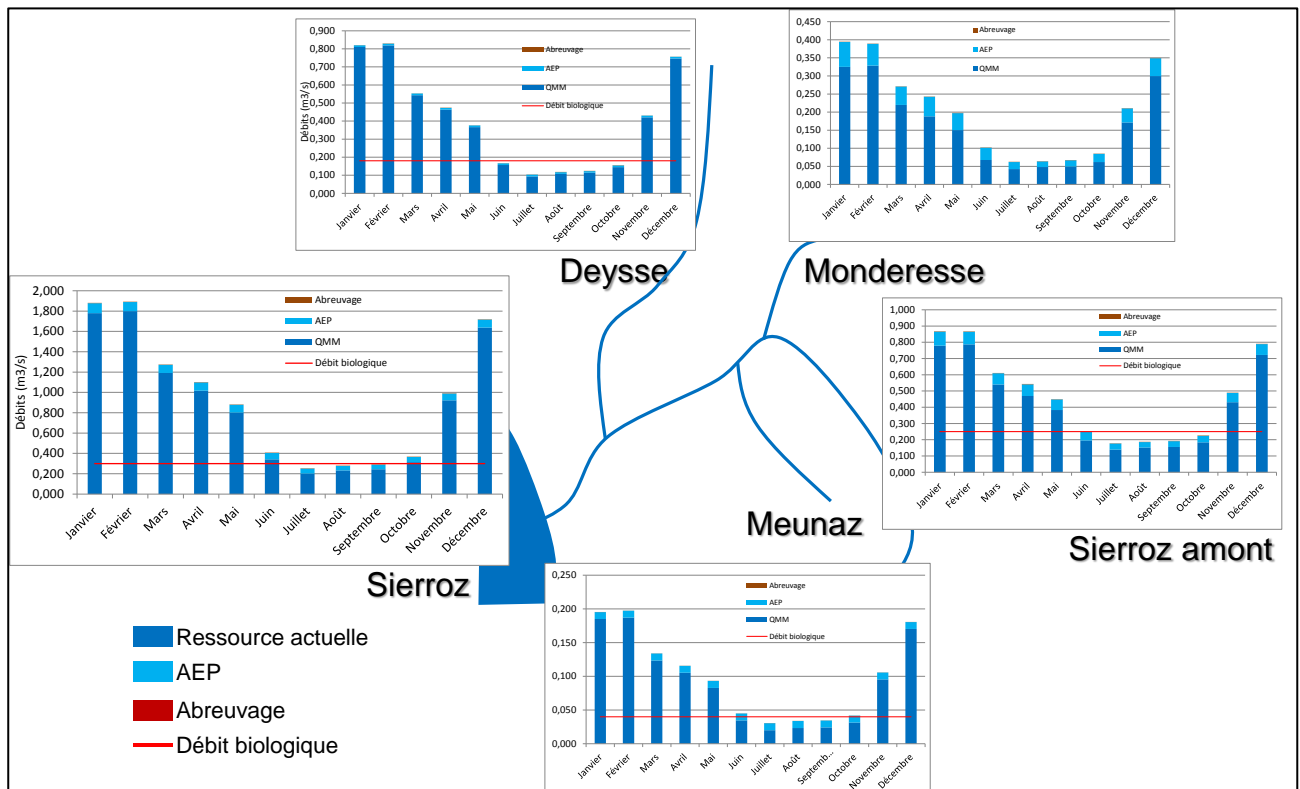 0,900
0,800
0,700
0,600
0,500
0,400
0,300
0,200
0,100
0,000
Débits (m3/s)
Abreuvage
AEP
QMM
Débit biologique
Janvier
Février
Mars
Avril
Mai
Juin
Juillet
Août
Septembre
Octobre
Novembre
Décembre
Deysse
0,450
0,400
0,350
0,300
0,250
0,200
0,150
0,100
0,050
0,000
Abreuvage
AEP
QMM
Janvier
Février
Mars
Avril
Mai
Juin
Juillet
Août
Septembre
Octobre
Novembre
Décembre
Monderesse
2,000
1,800
1,600
1,400
1,200
1,000
0,800
0,600
0,400
0,200
0,000
Débits (m3/s)
Abreuvage
AEP
QMM
Débit biologique
Janvier
Février
Mars
Avril
Mai
Juin
Juillet
Août
Septembre
Octobre
Novembre
Décembre
Sierroz
1,000
0,900
0,800
0,700
0,600
0,500
0,400
0,300
0,200
0,100
0,000
Abreuvage
AEP
QMM
Débit biologique
Janvier
Février
Mars
Avril
Mai
Juin
Juillet
Août
Septembre
Octobre
Novembre
Décembre
Sierroz amont
Meunaz
0,250
0,200
0,150
0,100
0,050
0,000
Abreuvage
AEP
QMM
Débit biologique
Janvier
Février
Mars
Avril
Mai
Juin
Juillet
Août
Septemb...
Octobre
Novembre
Décembre
Ressource actuelle
AEP
Abreuvage
Débit biologique